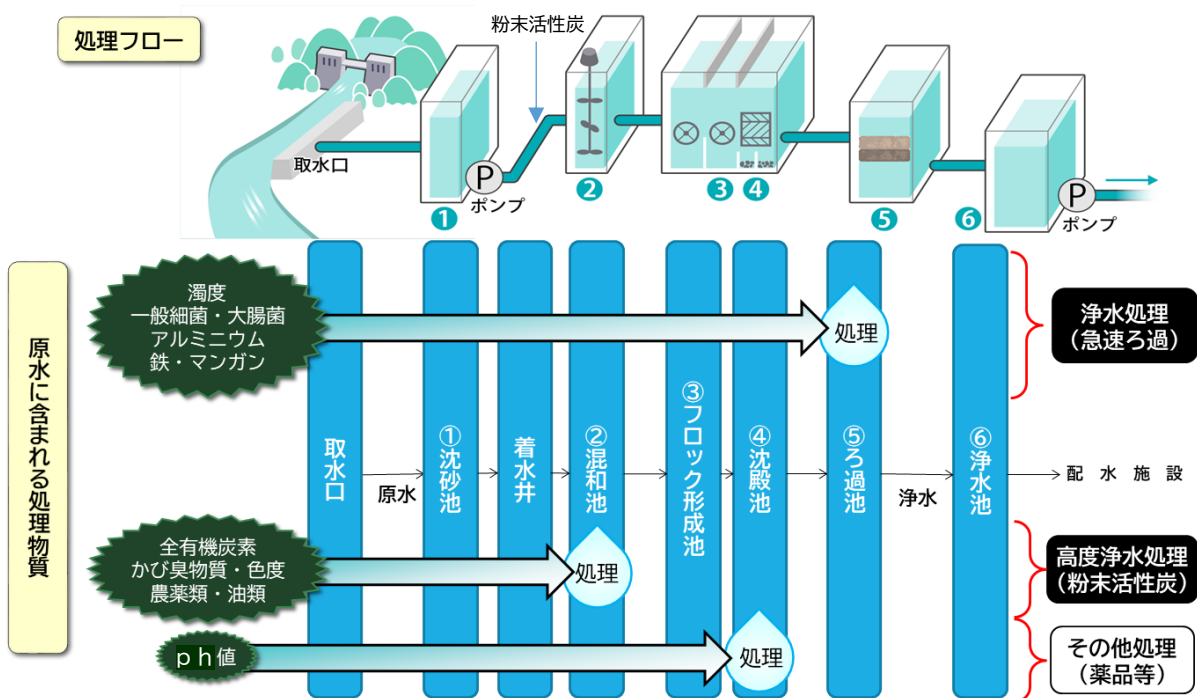 処理フロー
粉末活性炭
取水口
P
ポンプ
❶
❷
❸
❹
❺
❻
P
ポンプ
原水に含まれる処理物質
濁度
一般細菌・大腸菌
アルミニウム
鉄・マンガン
処理
浄水処理
(急速ろ過)
取水口
原水
①沈砂池
着水井
②混和池
③フロック形成池
④沈殿池
⑤ろ過池
浄水
⑥浄水池
配水施設
全有機炭素
かび臭物質・色度
農薬類・油類
処理
高度浄水処理
(粉末活性炭)
ｐｈ値
処理
その他処理
(薬品等)